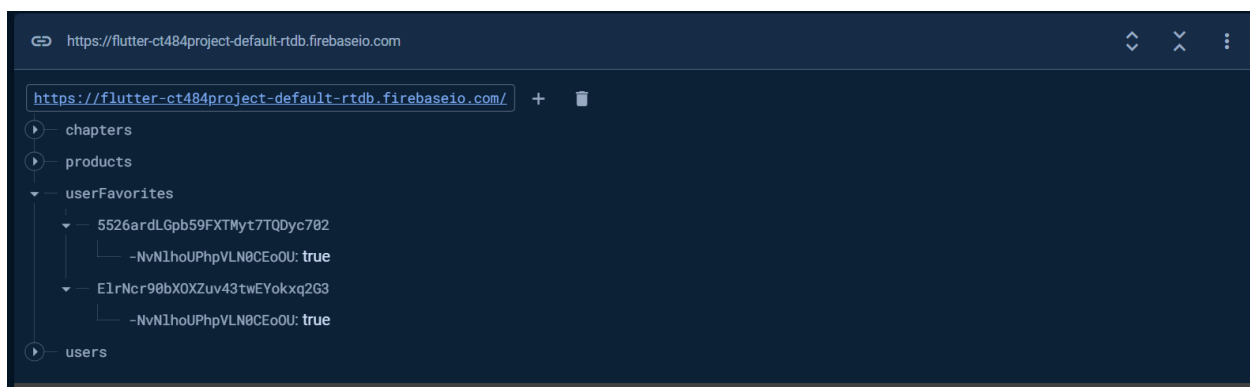 https://flutter-ct484project-default-rtdb.firebaseio.com
https://flutter-ct484project-default-rtdb.firebaseio.com/
chapters
products
userFavorites
5526ardLGpb59FXTMyt7TQDyc702
-NvNlhoUPhpVLN0CEoOU: true
ElrNcr90bXOXZuv43twEYokxq2G3
-NvNlhoUPhpVLN0CEoOU: true
users